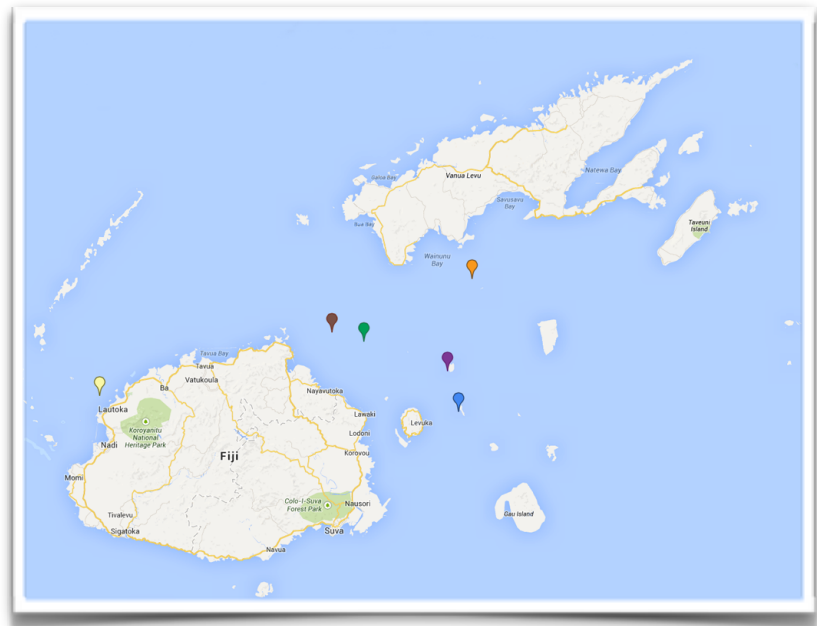 Natewa Bay
Bama Bay
Vanua Levu
Savusavu
Bay
Bua Bay
Taveuni
Island
Wainunu
Bay
Tavua Bay
Tavua
Vatukoula
Ba
Nayavutoka
Lautoka
Lawaki
Koroyanitu
National
Heritage Park
Levuka
Lodoni
Nadi
Korovou
Fiji
Momi
Colo-I-Suva
Forest Park
Nausori
Gau Island
Tivalevu
Sigatoka
Suva
Navua